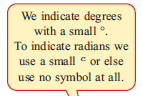 We indicate degrees
with a small °.
To indicate radians we
use a small ᶜ or else
use no symbol at all.